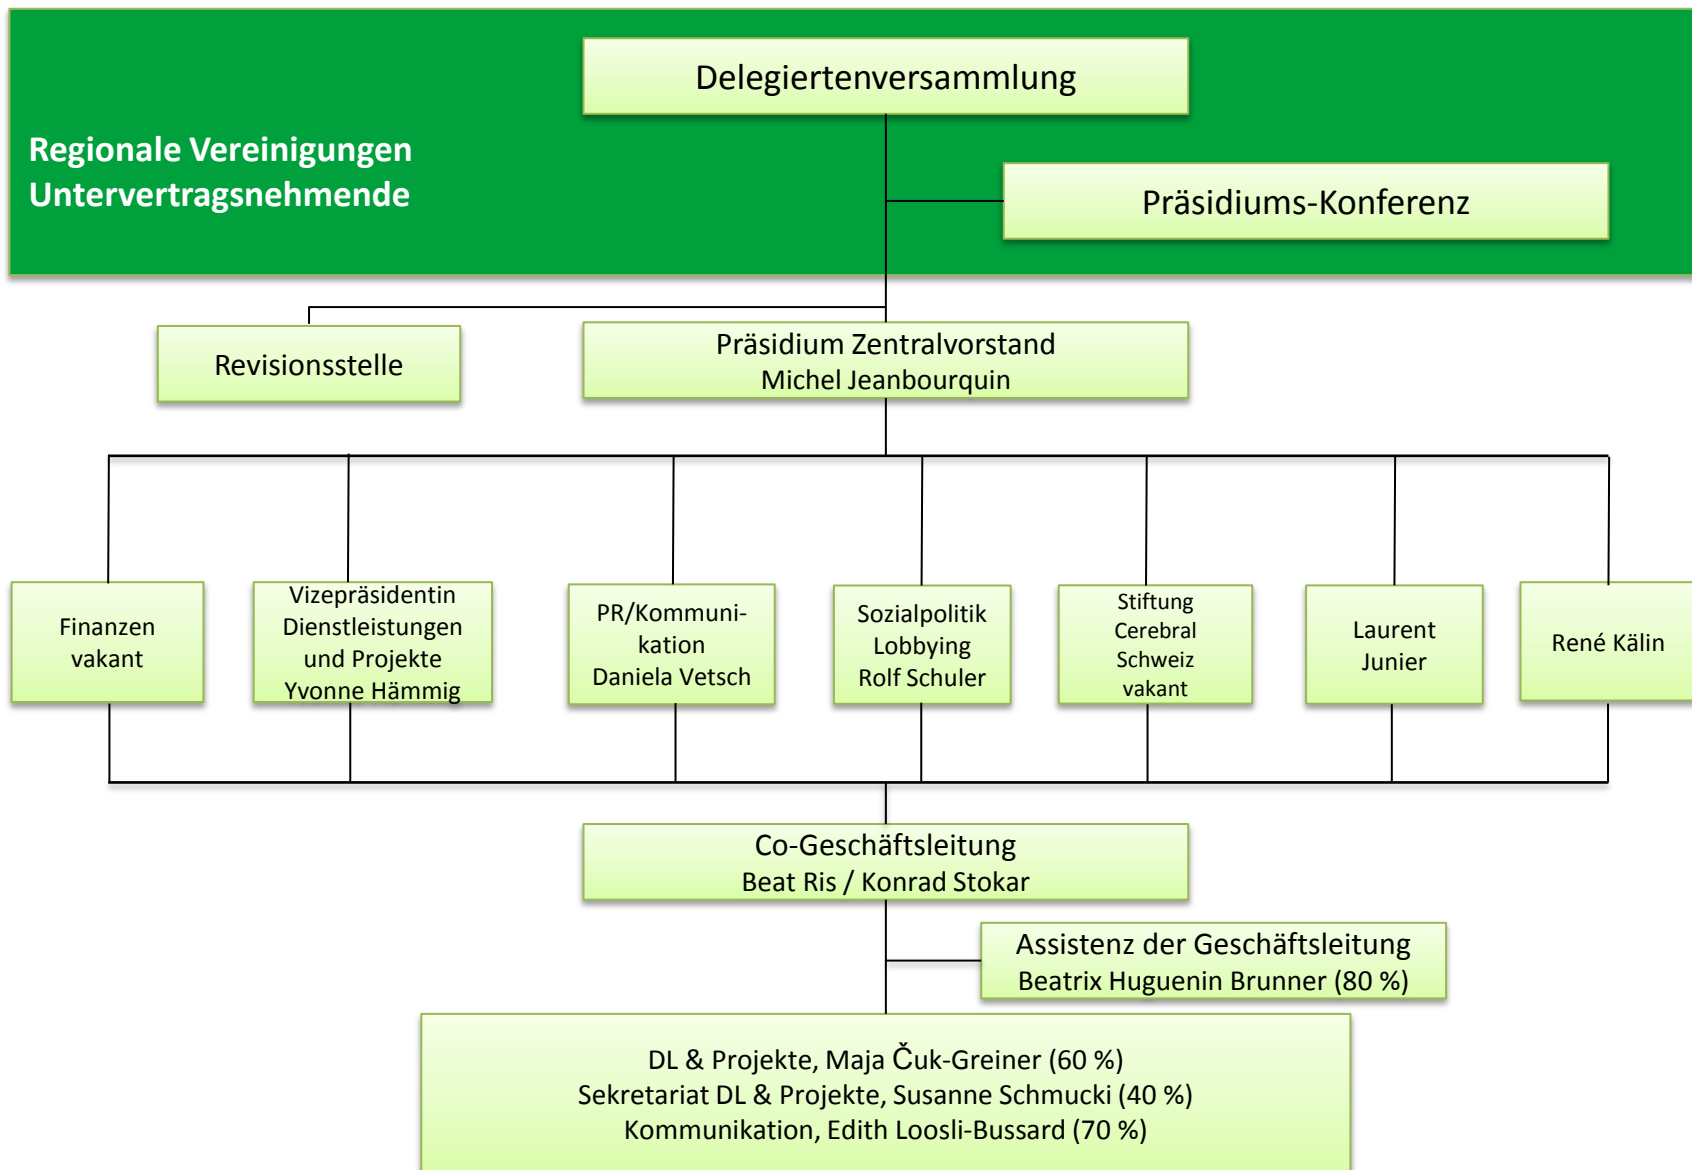 Delegiertenversammlung
Regionale Vereinigungen
Untervertragsnehmende
Präsidiums-Konferenz
Revisionsstelle
Präsidium Zentralvorstand
Michel Jeanbourquin
Finanzen
vakant
Vizepräsidentin
Dienstleistungen
und Projekte
Yvonne Hämmig
PR/Kommuni-
kation
Daniela Vetsch
Sozialpolitik
Lobbying
Rolf Schuler
Stiftung
Cerebral
Schweiz
vakant
Laurent
Junier
René Kälin
Co-Geschäftsleitung
Beat Ris / Konrad Stokar
Assistenz der Geschäftsleitung
Beatrix Huguenin Brunner (80 %)
DL & Projekte, Maja Čuk-Greiner (60 %)
Sekretariat DL & Projekte, Susanne Schmucki (40 %)
Kommunikation, Edith Loosli-Bussard (70 %)